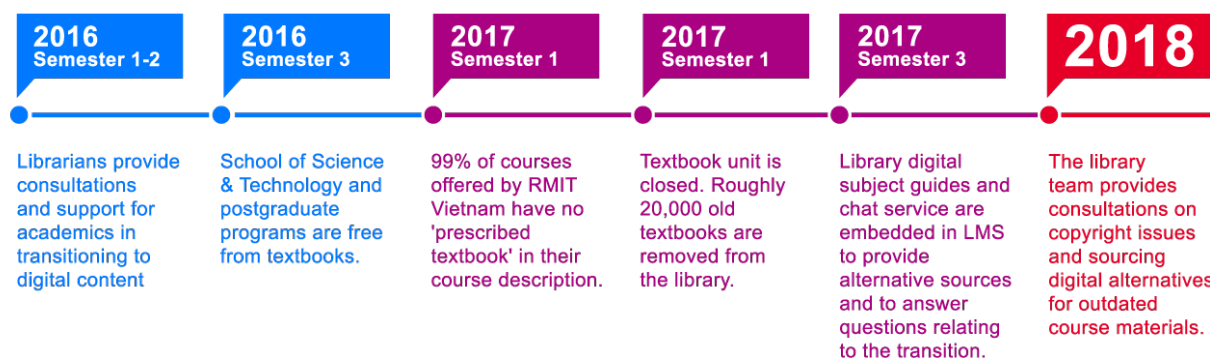 2016
Semester 1-2
Librarians provide
consultations
and support for
academics in
transitioning to
digital content
2016
Semester 3
School of Science
& Technology and
postgraduate
programs are free
from textbooks.
2017
Semester 1
99% of courses
offered by RMIT
Vietnam have no
'prescribed
textbook' in their
course description.
2017
Semester 1
Textbook unit is
closed. Roughly
20,000 old
textbooks are
removed from
the library.
2017
Semester 3
Library digital
subject guides and
chat service are
embedded in LMS
to provide
alternative sources
and to answer
questions relating
to the transition.
2018
The library
team provides
consultations on
copyright issues
and sourcing
digital alternatives
for outdated
course materials.